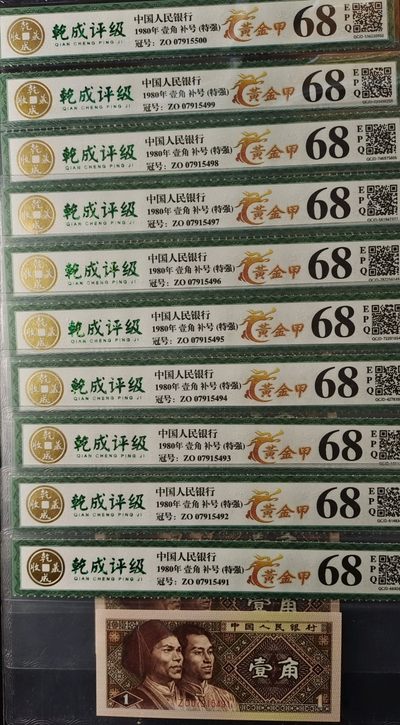 乾成评级
QIAN CHENG PING JI
中国人民银行
1980年 壹角 补号 (特强)
冠号: ZO 07915500
黄金甲
68
EPQ
乾成评级
QIAN CHENG PING JI
中国人民银行
1980年 壹角 补号 (特强)
冠号: ZO 07915499
黄金甲
68
EPQ
乾成评级
QIAN CHENG PING JI
中国人民银行
1980年 壹角 补号 (特强)
冠号: ZO 07915498
黄金甲
68
EPQ
乾成评级
QIAN CHENG PING JI
中国人民银行
1980年 壹角 补号 (特强)
冠号: ZO 07915497
黄金甲
68
EPQ
乾成评级
QIAN CHENG PING JI
中国人民银行
1980年 壹角 补号 (特强)
冠号: ZO 07915496
黄金甲
68
EPQ
乾成评级
QIAN CHENG PING JI
中国人民银行
1980年 壹角 补号 (特强)
冠号: ZO 07915495
黄金甲
68
EPQ
乾成评级
QIAN CHENG PING JI
中国人民银行
1980年 壹角 补号 (特强)
冠号: ZO 07915494
黄金甲
68
EPQ
乾成评级
QIAN CHENG PING JI
中国人民银行
1980年 壹角 补号 (特强)
冠号: ZO 07915493
黄金甲
68
EPQ
乾成评级
QIAN CHENG PING JI
中国人民银行
1980年 壹角 补号 (特强)
冠号: ZO 07915492
黄金甲
68
EPQ
乾成评级
QIAN CHENG PING JI
中国人民银行
1980年 壹角 补号 (特强)
冠号: ZO 07915491
黄金甲
68
EPQ
壹角
中国人民银行
壹角
1
ZO07915491